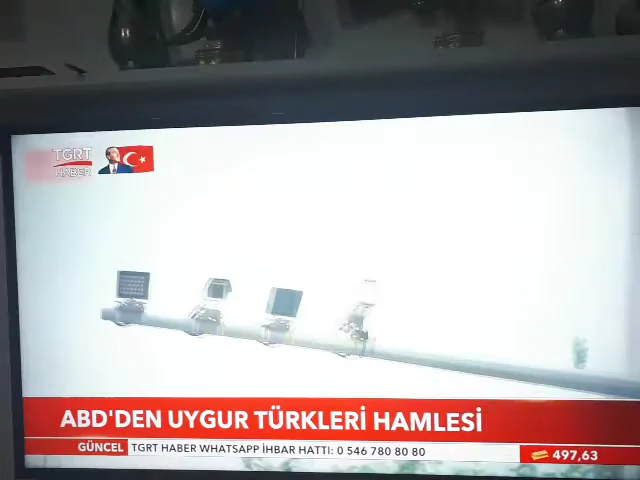 TGRT
HABER
ABD'DEN UYGUR TÜRKLERİ HAMLESİ
GÜNCEL TGRT HABER WHATSAPP İHBAR HATTI: 0 546 780 80 80 497,63